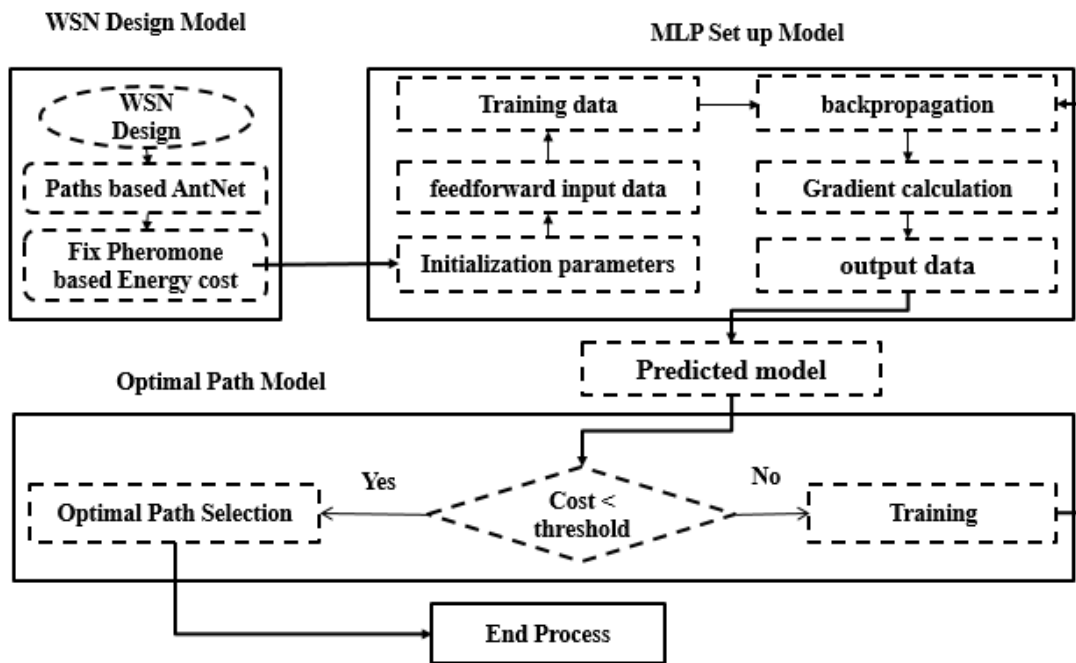 WSN Design Model
MLP Set up Model
WSN
Design
Paths based AntNet
Fix Pheromone
based Energy cost
Training data
backpropagation
feedforward input data
Gradient calculation
Initialization parameters
output data
Predicted model
Optimal Path Model
Yes
No
Optimal Path Selection
Cost <
threshold
Training
End Process